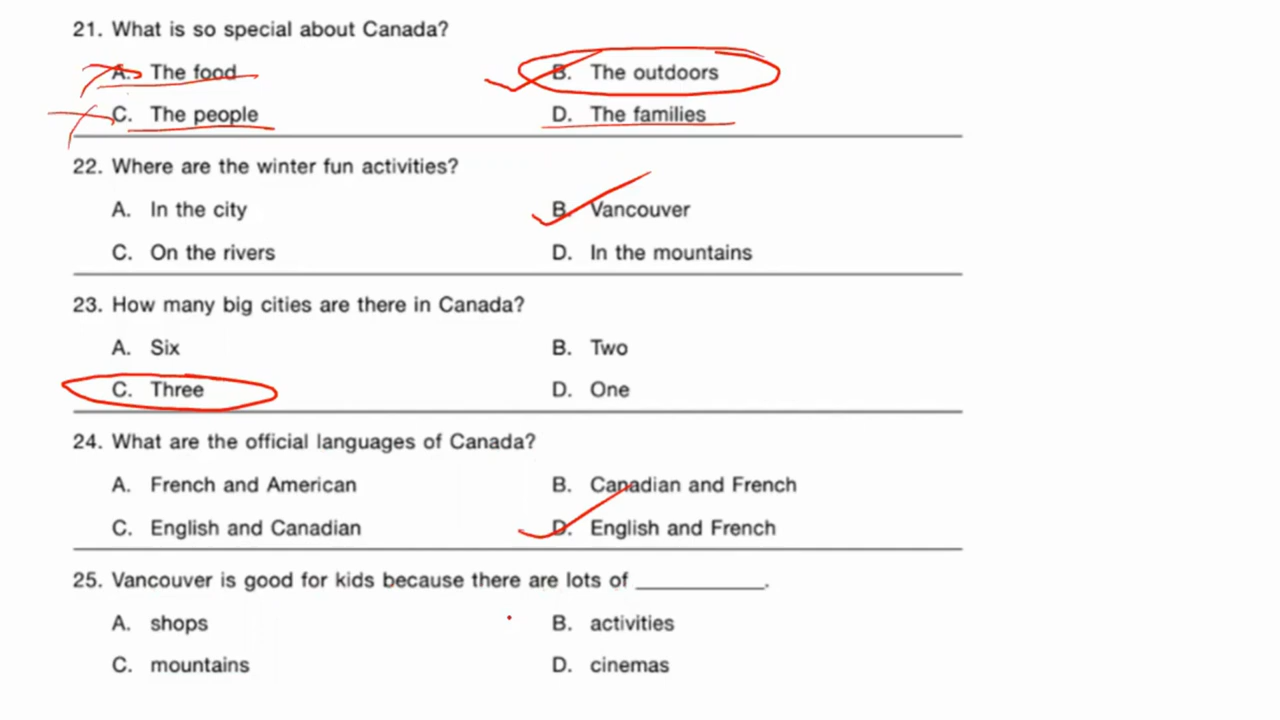 21. What is so special about Canada?
A. The food B. The outdoors
C. The people D. The families
22. Where are the winter fun activities?
A. In the city B. Vancouver
C. On the rivers D. In the mountains
23. How many big cities are there in Canada?
A. Six B. Two
C. Three D. One
24. What are the official languages of Canada?
A. French and American B. Canadian and French
C. English and Canadian D. English and French
25. Vancouver is good for kids because there are lots of __________.
A. shops B. activities
C. mountains D. cinemas